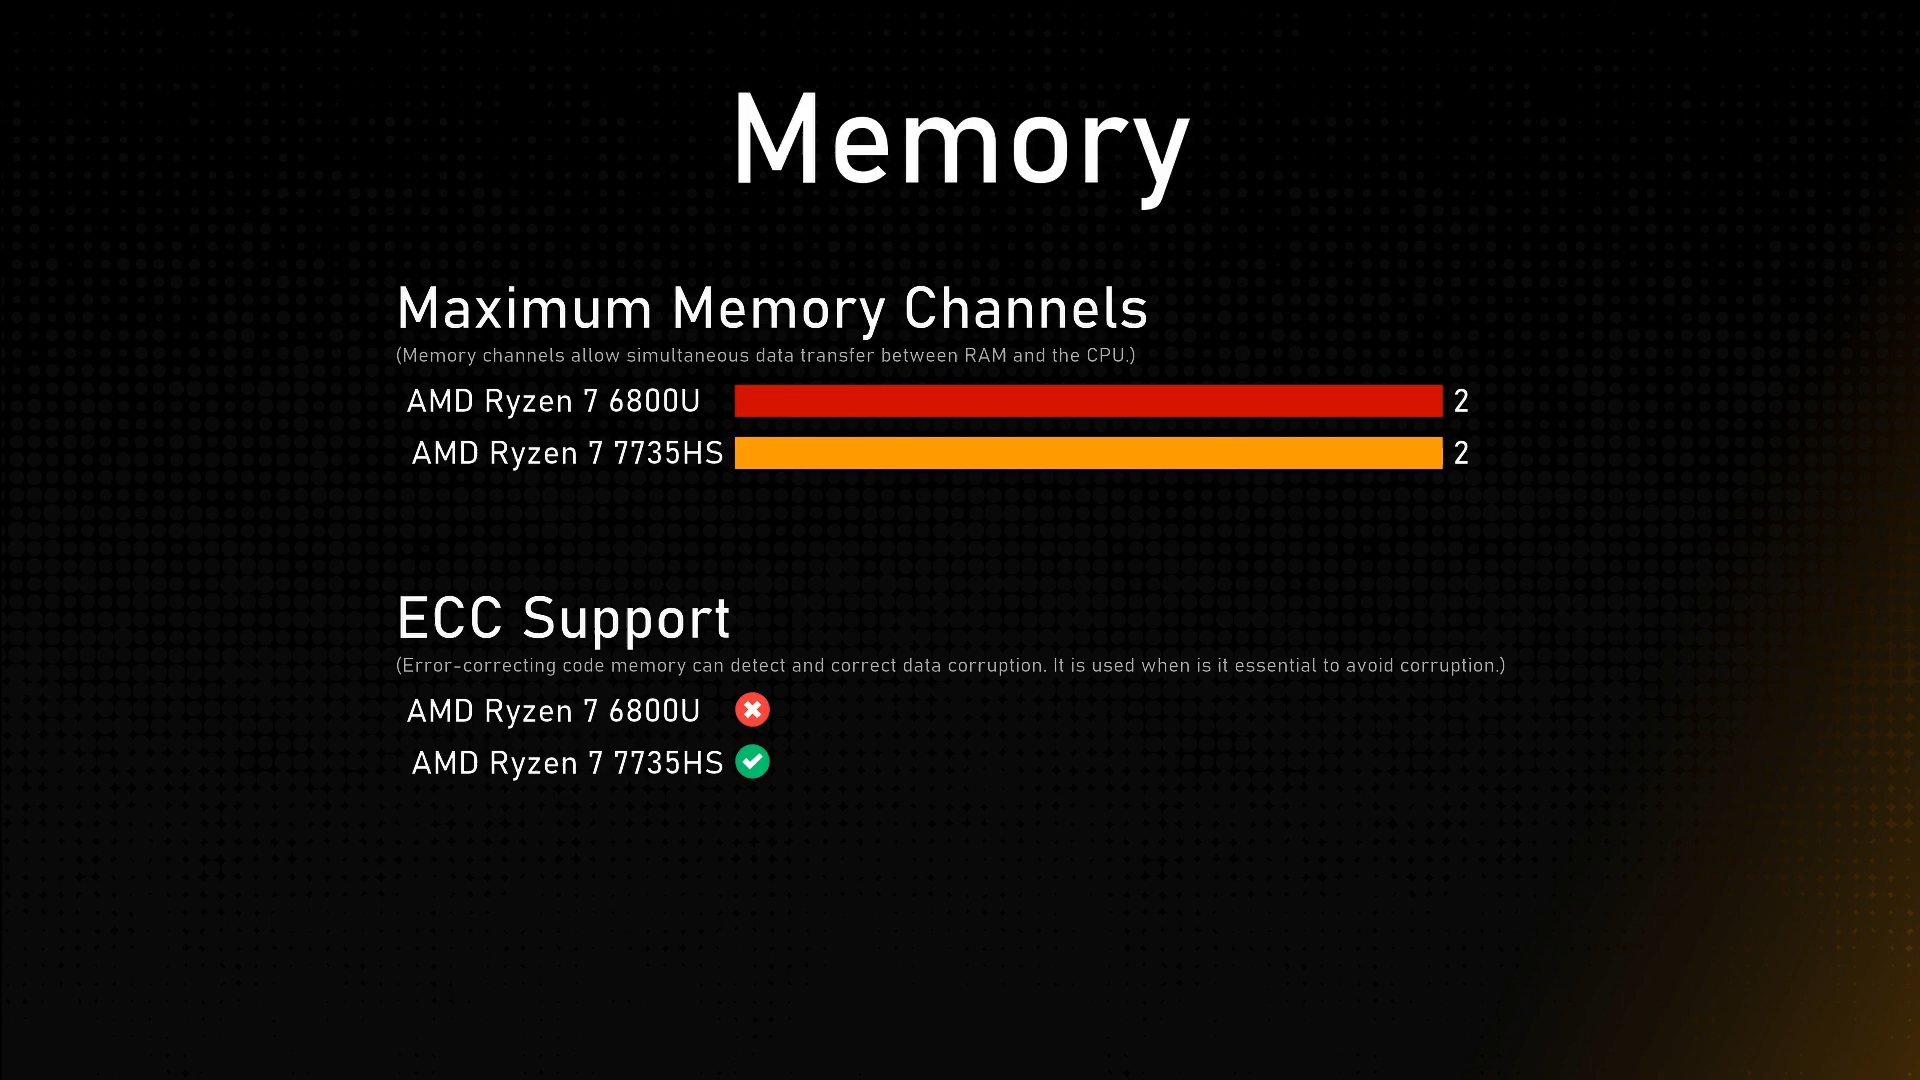 Memory
Maximum Memory Channels
(Memory channels allow simultaneous data transfer between RAM and the CPU.)
AMD Ryzen 7 6800U 2
AMD Ryzen 7 7735HS 2
ECC Support
(Error-correcting code memory can detect and correct data corruption. It is used when is it essential to avoid corruption.)
AMD Ryzen 7 6800U
AMD Ryzen 7 7735HS